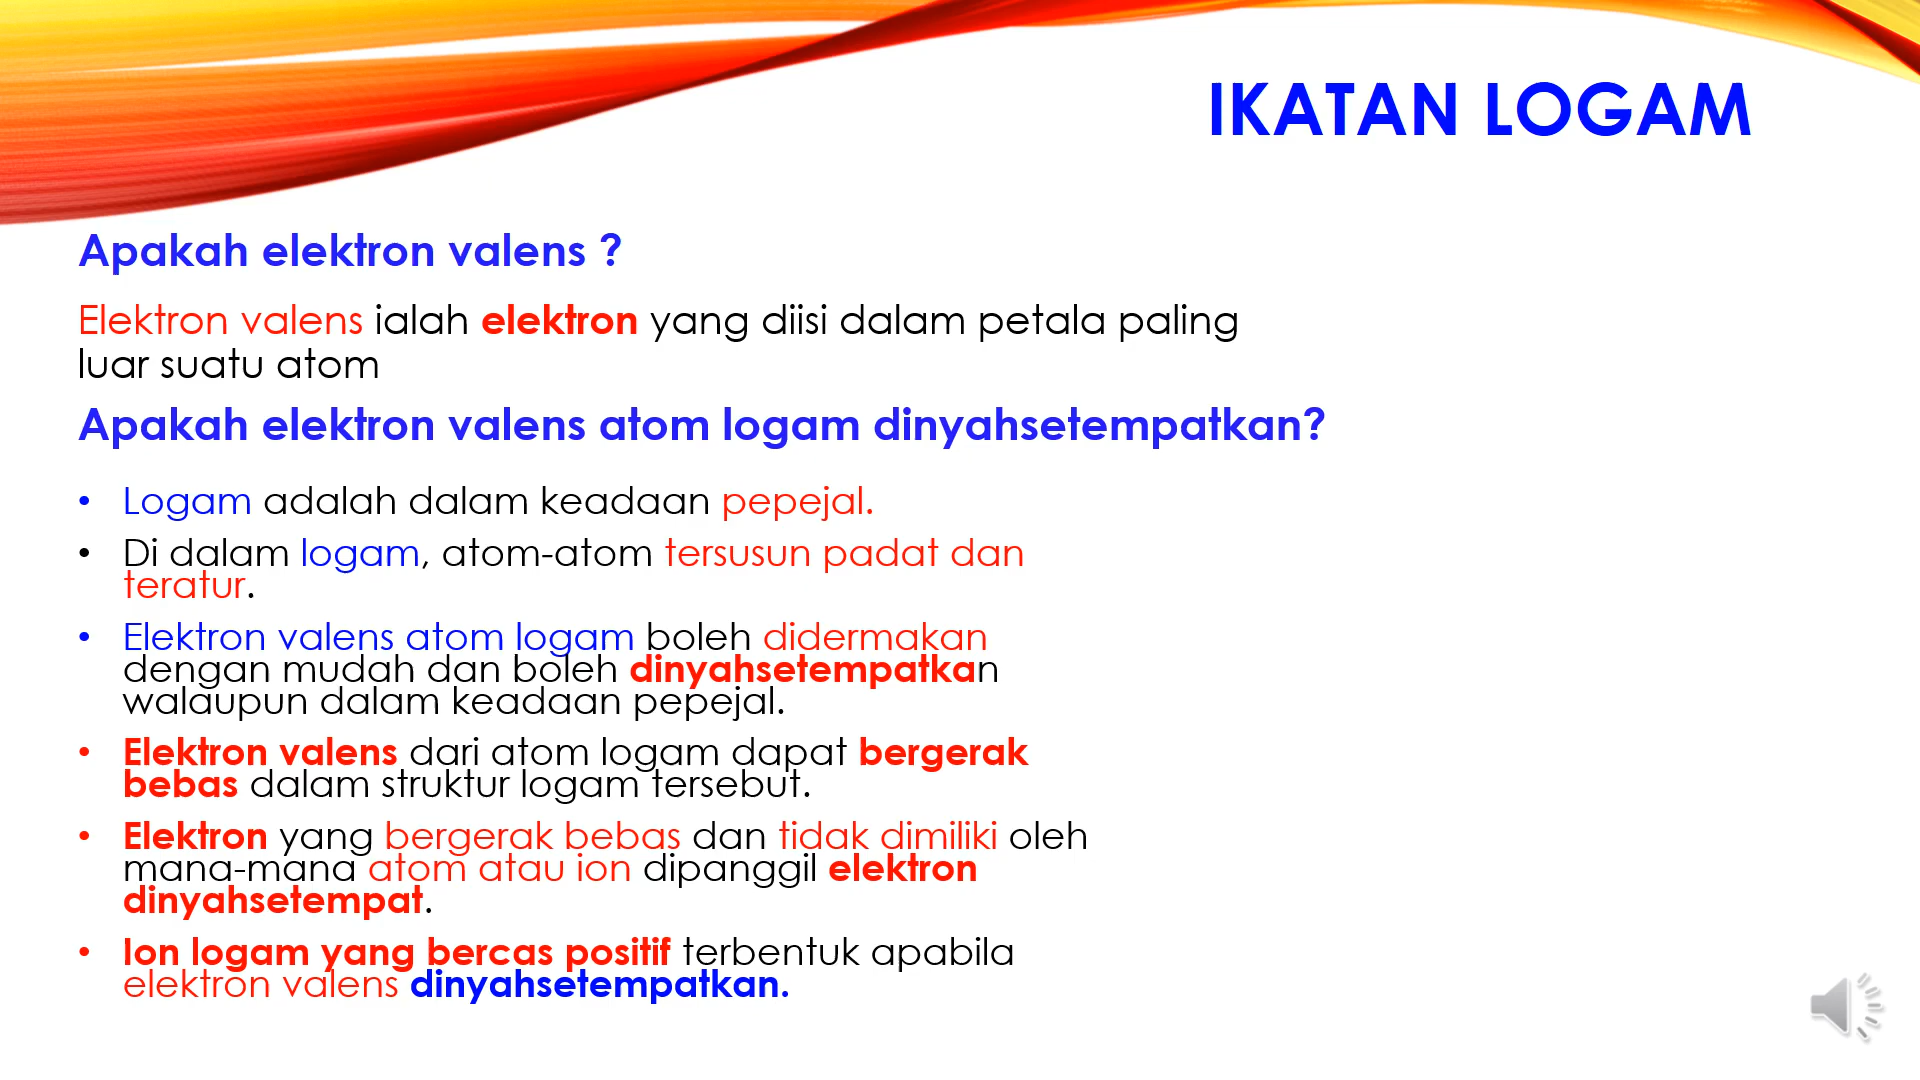 IKATAN LOGAM
Apakah elektron valens ?
Elektron valens ialah elektron yang diisi dalam petala paling
luar suatu atom
Apakah elektron valens atom logam dinyahsetempatkan?
• Logam adalah dalam keadaan pepejal.
• Di dalam logam, atom-atom tersusun padat dan
teratur.
• Elektron valens atom logam boleh didermakan
dengan mudah dan boleh dinyahsetempatkan
walaupun dalam keadaan pepejal.
• Elektron valens dari atom logam dapat bergerak
bebas dalam struktur logam tersebut.
• Elektron yang bergerak bebas dan tidak dimiliki oleh
mana-mana atom atau ion dipanggil elektron
dinyahsetempat.
• Ion logam yang bercas positif terbentuk apabila
elektron valens dinyahsetempatkan.